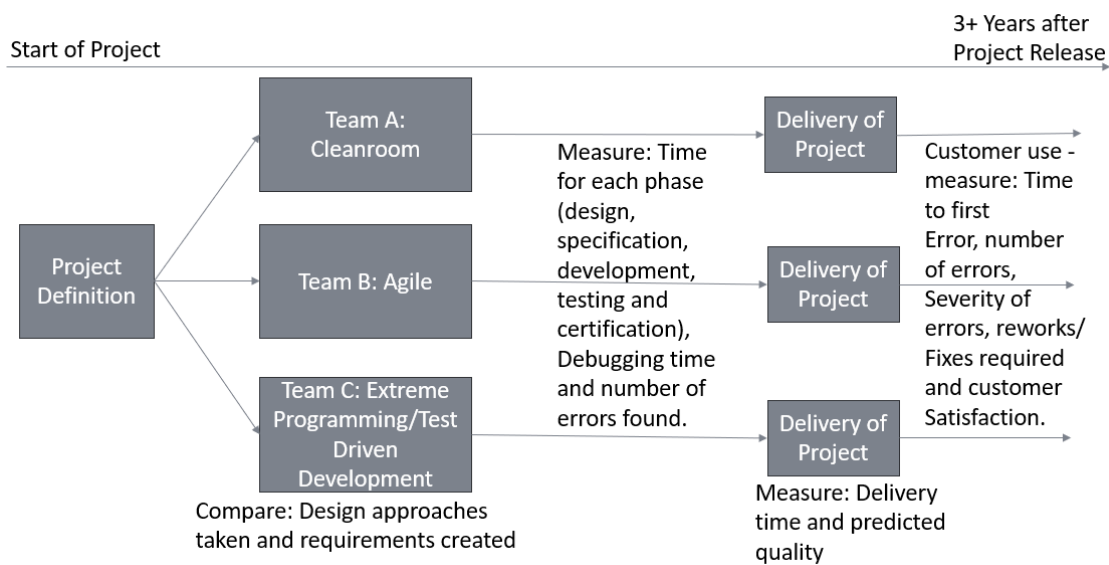 Start of Project
3+ Years after
Project Release
Project
Definition
Team A:
Cleanroom
Team B: Agile
Team C: Extreme
Programming/Test
Driven
Development
Compare: Design approaches
taken and requirements created
Measure: Time
for each phase
(design,
specification,
development,
testing and
certification),
Debugging time
and number of
errors found.
Delivery of
Project
Delivery of
Project
Delivery of
Project
Measure: Delivery
time and predicted
quality
Customer use -
measure: Time
to first
Error, number
of errors,
Severity of
errors, reworks/
Fixes required
and customer
Satisfaction.